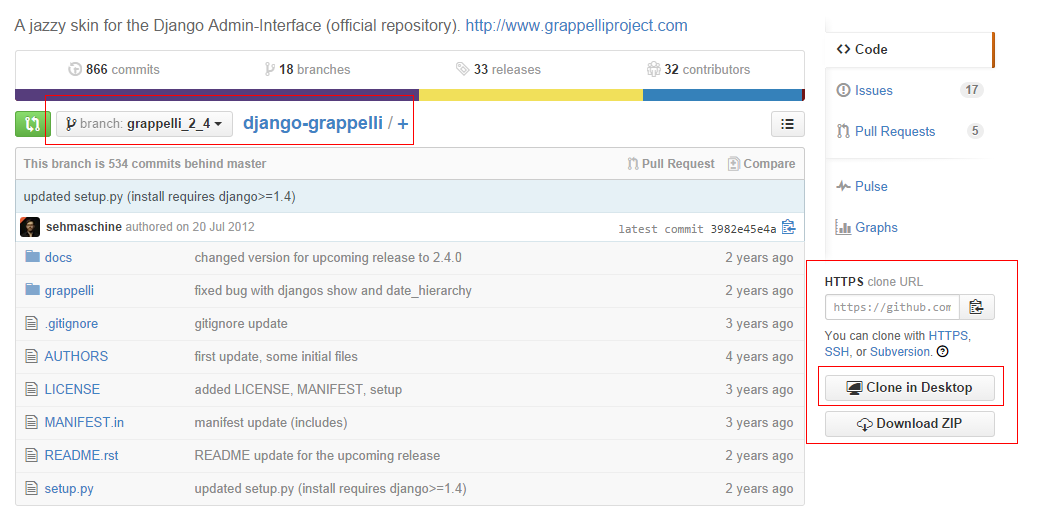 A jazzy skin for the Django Admin-Interface (official repository). http://www.grappelliproject.com
866 commits 18 branches 33 releases 32 contributors
branch: grappelli_2_4 django-grappelli / +
This branch is 534 commits behind master Pull Request Compare
updated setup.py (install requires django>=1.4)
sehmaschine authored on 20 Jul 2012 latest commit 3982e45e4a
docs changed version for upcoming release to 2.4.0 2 years ago
grappelli fixed bug with djangos show and date_hierarchy 2 years ago
.gitignore gitignore update 3 years ago
AUTHORS first update, some initial files 4 years ago
LICENSE added LICENSE, MANIFEST, setup 3 years ago
MANIFEST.in manifest update (includes) 3 years ago
README.rst README update for the upcoming release 2 years ago
setup.py updated setup.py (install requires django>=1.4) 2 years ago
<> Code
Issues 17
Pull Requests 5
Pulse
Graphs
HTTPS clone URL
https://github.com
You can clone with HTTPS,
SSH, or Subversion. ?
Clone in Desktop
Download ZIP